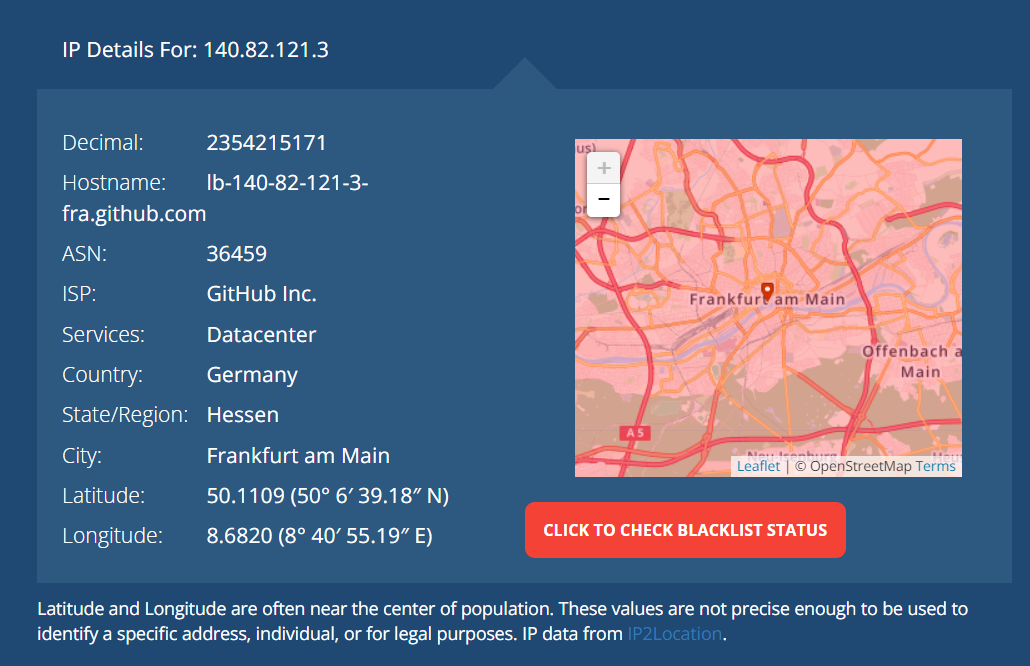 IP Details For: 140.82.121.3
Decimal: 2354215171
Hostname: lb-140-82-121-3-
fra.github.com
ASN: 36459
ISP: GitHub Inc.
Services: Datacenter
Country: Germany
State/Region: Hessen
City: Frankfurt am Main
Latitude: 50.1109 (50° 6′ 39.18″ N)
Longitude: 8.6820 (8° 40′ 55.19″ E)
us)
+
−
Frankfurt am Main
Offenbach a
Main
A 5
Neu-Isenburg
Leaflet | © OpenStreetMap Terms
CLICK TO CHECK BLACKLIST STATUS
Latitude and Longitude are often near the center of population. These values are not precise enough to be used to
identify a specific address, individual, or for legal purposes. IP data from IP2Location.